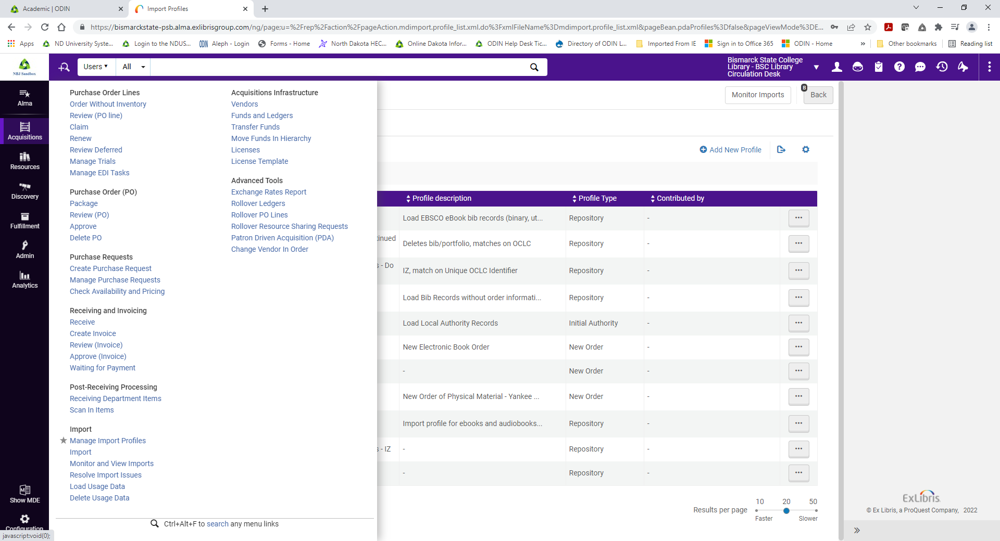 Academic | ODIN
Import Profiles
https://bismarckstate-psb.alma.exlibrisgroup.com/ng/page;u=%2Frep%2Faction%2FpageAction.mdimport.profile_list.xml.do%3FxmlFileName%3Dmdimport.profile_list.xml&pageBean.pdaProfiles%3Dfalse&pageViewMode%3DE...
Apps
ND University Syste...
Login to the NDUS...
ODIN
Aleph - Login
Forms - Home
North Dakota HEC...
Online Dakota Infor...
ODIN Help Desk Tic...
Directory of ODIN L...
Imported From IE
Sign in to Office 365
ODIN - Home
»
Other bookmarks
Reading list
NBJ Sandbox
Users
All
Bismarck State College
Library - BSC Library
Circulation Desk
Alma
Acquisitions
Resources
Discovery
Fulfillment
Admin
Analytics
Show MDE
Configuration
javascript:void(0);
Purchase Order Lines
Order Without Inventory
Review (PO line)
Claim
Renew
Review Deferred
Manage Trials
Manage EDI Tasks
Purchase Order (PO)
Package
Review (PO)
Approve
Delete PO
Purchase Requests
Create Purchase Request
Manage Purchase Requests
Check Availability and Pricing
Receiving and Invoicing
Receive
Create Invoice
Review (Invoice)
Approve (Invoice)
Waiting for Payment
Post-Receiving Processing
Receiving Department Items
Scan In Items
Import
Manage Import Profiles
Import
Monitor and View Imports
Resolve Import Issues
Load Usage Data
Delete Usage Data
Acquisitions Infrastructure
Vendors
Funds and Ledgers
Transfer Funds
Move Funds In Hierarchy
Licenses
License Template
Advanced Tools
Exchange Rates Report
Rollover Ledgers
Rollover PO Lines
Rollover Resource Sharing Requests
Patron Driven Acquisition (PDA)
Change Vendor In Order
Ctrl+Alt+F to search any menu links
Monitor Imports
B
Back
Add New Profile
Profile description Profile Type Contributed by
Load EBSCO eBook bib records (binary, ut... Repository -
tinued Deletes bib/portfolio, matches on OCLC Repository -
s - Do IZ, match on Unique OCLC Identifier Repository -
Load Bib Records without order informati... Repository -
Load Local Authority Records Initial Authority -
New Electronic Book Order New Order -
- New Order -
New Order of Physical Material - Yankee ... New Order -
Import profile for ebooks and audiobooks... Repository -
s - IZ - Repository -
- Repository -
Results per page
10 20 50
Faster Slower
ExLibris
© Ex Libris, a ProQuest Company, 2022